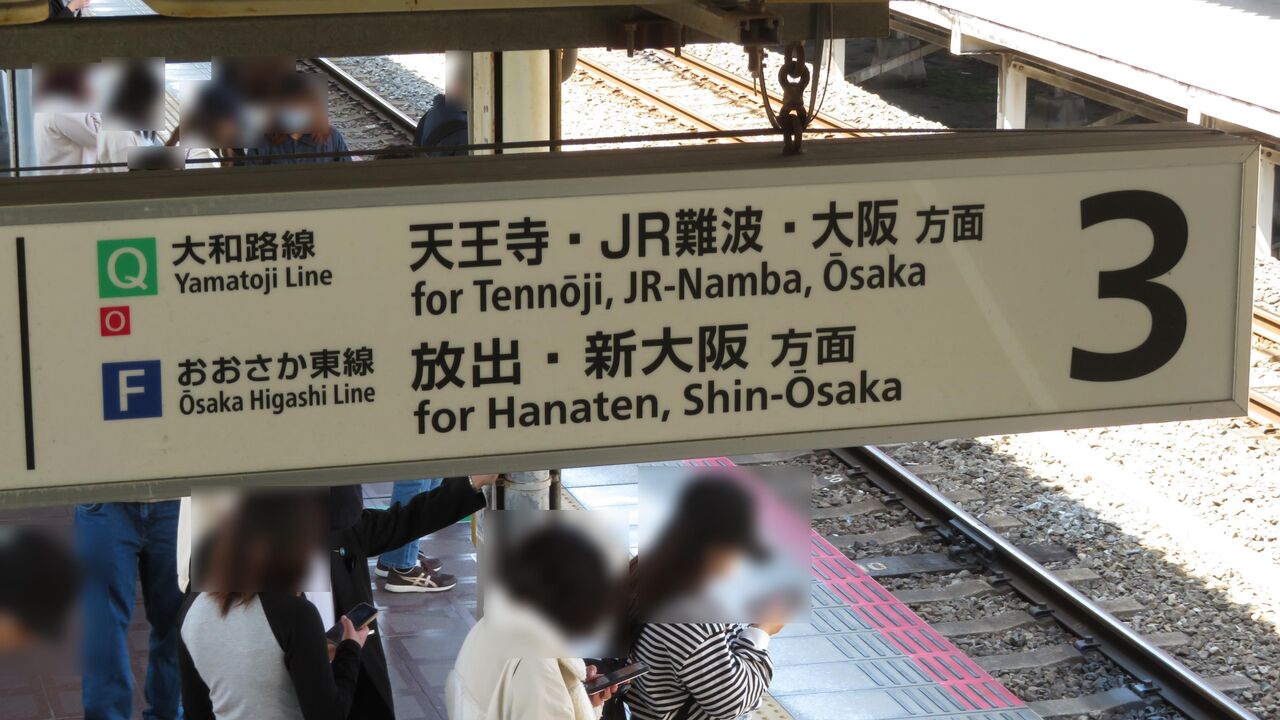 Q 大和路線 天王寺・JR難波・大阪 方面 3
Yamatoji Line for Tennōji, JR-Namba, Ōsaka
O
F おおさか東線 放出・新大阪 方面
Ōsaka Higashi Line for Hanaten, Shin-Ōsaka